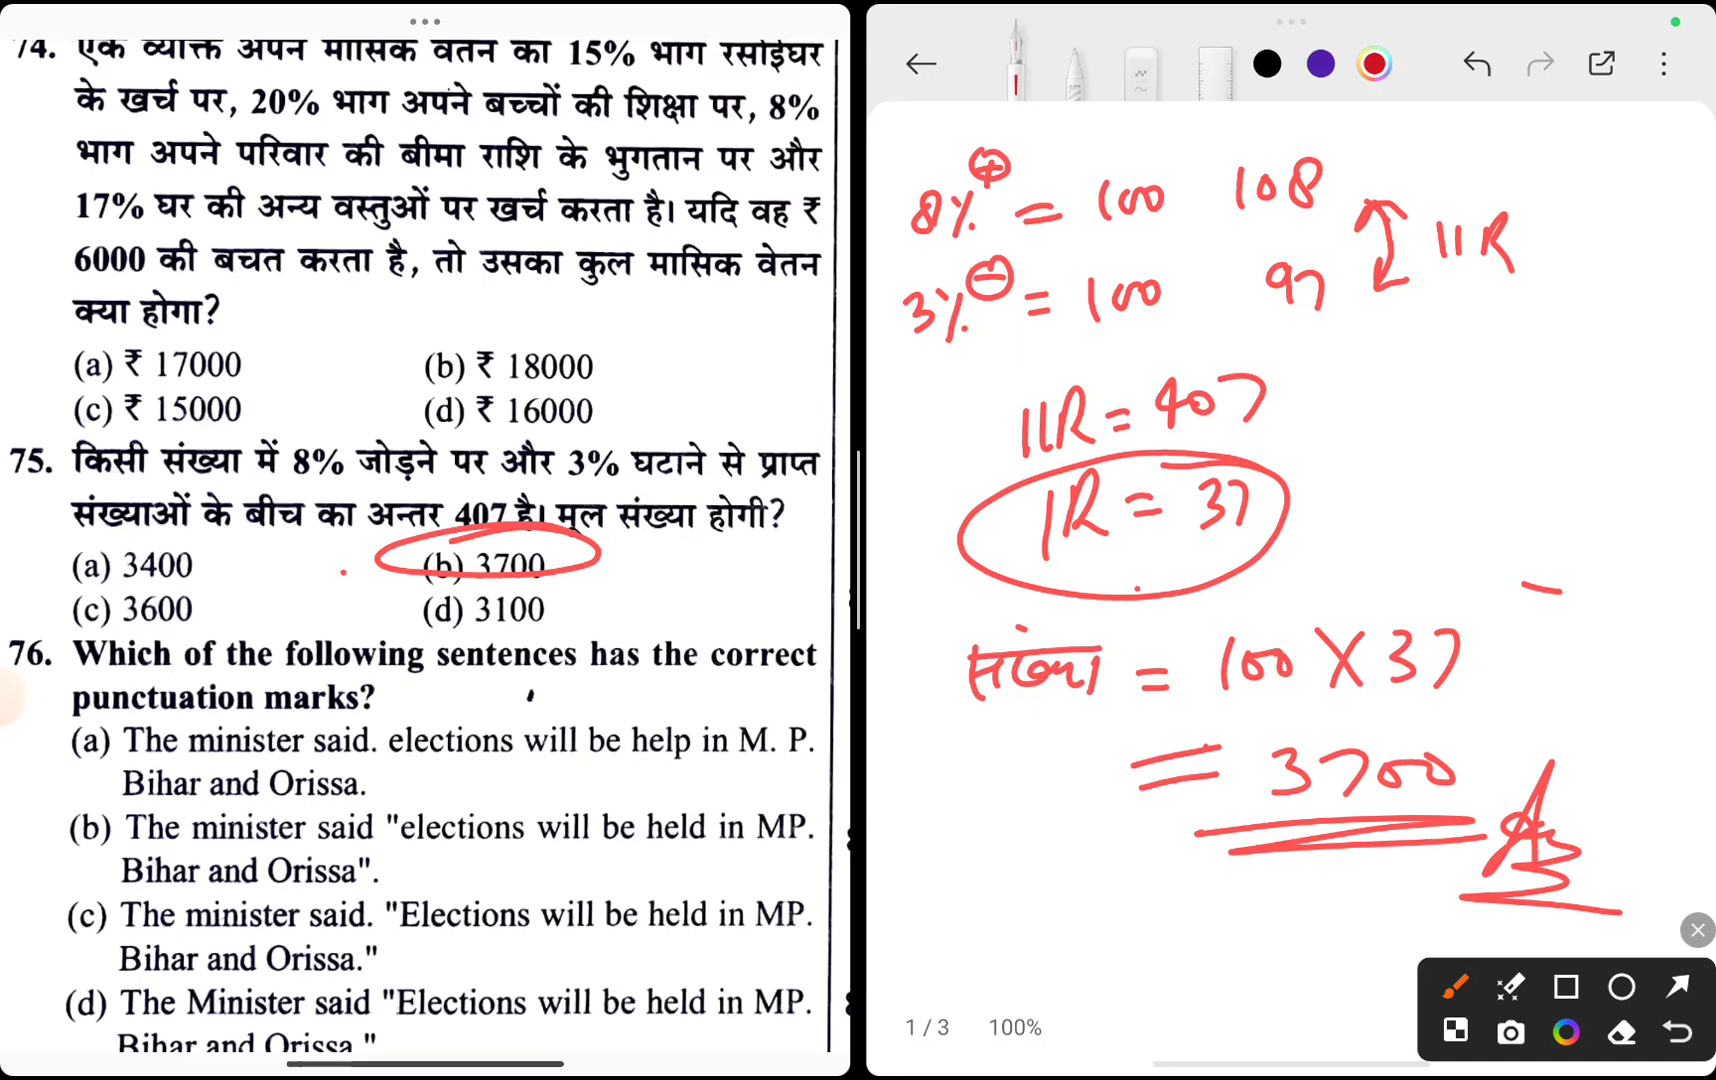 74. एक व्यक्ति अपने मासिक वेतन का 15% भाग रसोईघर
के खर्च पर, 20% भाग अपने बच्चों की शिक्षा पर, 8%
भाग अपने परिवार की बीमा राशि के भुगतान पर और
17% घर की अन्य वस्तुओं पर खर्च करता है। यदि वह ₹
6000 की बचत करता है, तो उसका कुल मासिक वेतन
क्या होगा?
(a) ₹ 17000 (b) ₹ 18000
(c) ₹ 15000 (d) ₹ 16000
75. किसी संख्या में 8% जोड़ने पर और 3% घटाने से प्राप्त
संख्याओं के बीच का अन्तर 407 है। मूल संख्या होगी?
(a) 3400 (b) 3700
(c) 3600 (d) 3100
76. Which of the following sentences has the correct
punctuation marks?
(a) The minister said. elections will be help in M. P.
Bihar and Orissa.
(b) The minister said "elections will be held in MP.
Bihar and Orissa".
(c) The minister said. "Elections will be held in MP.
Bihar and Orissa."
(d) The Minister said "Elections will be held in MP.
Bihar and Orissa."
8% + = 100 108
11R
3% - = 100 97
11R = 407
1R = 37
संख्या = 100 X 37
= 3700 Ans
1 / 3 100%